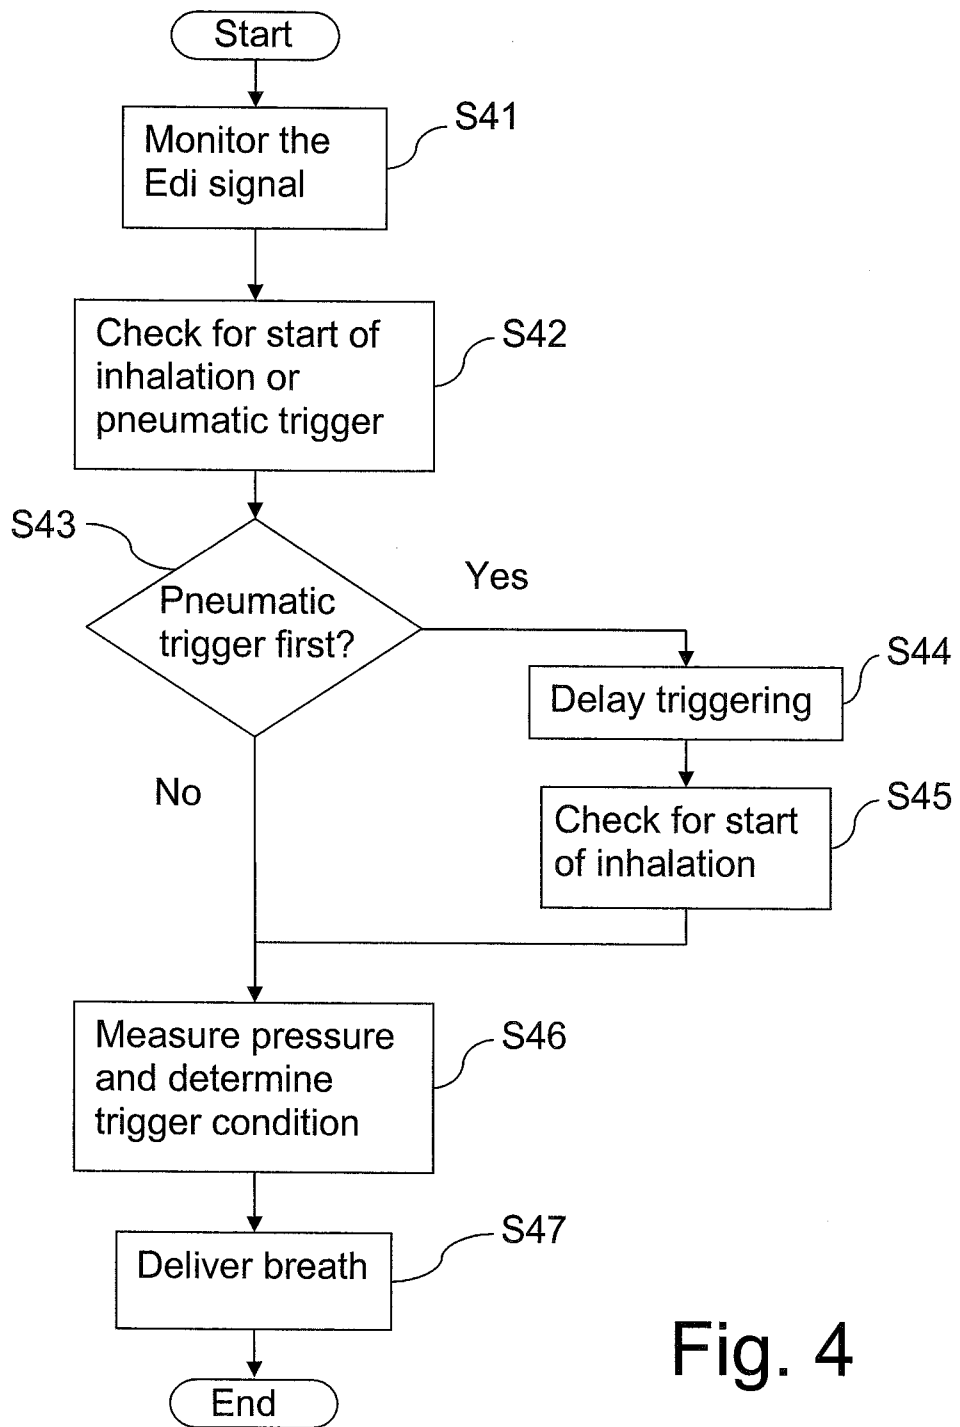 Start
S41
Monitor the
Edi signal
S42
Check for start of
inhalation or
pneumatic trigger
S43
Pneumatic
trigger first?
Yes
No
S44
Delay triggering
S45
Check for start
of inhalation
S46
Measure pressure
and determine
trigger condition
S47
Deliver breath
End
Fig. 4